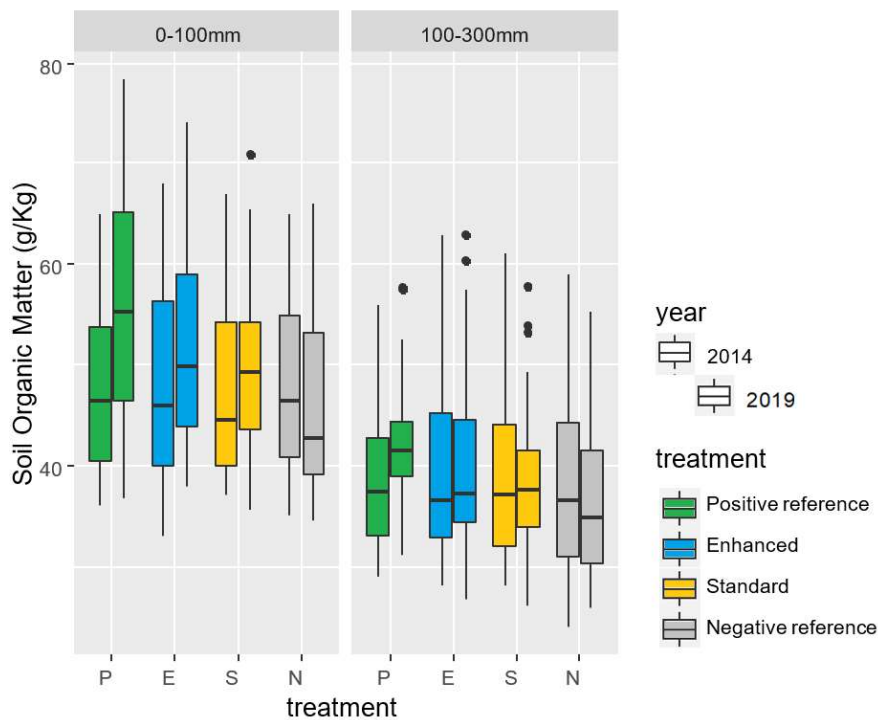 0-100mm
100-300mm
80
60
40
Soil Organic Matter (g/Kg)
P
E
S
N
P
E
S
N
treatment
year
2014
2019
treatment
Positive reference
Enhanced
Standard
Negative reference